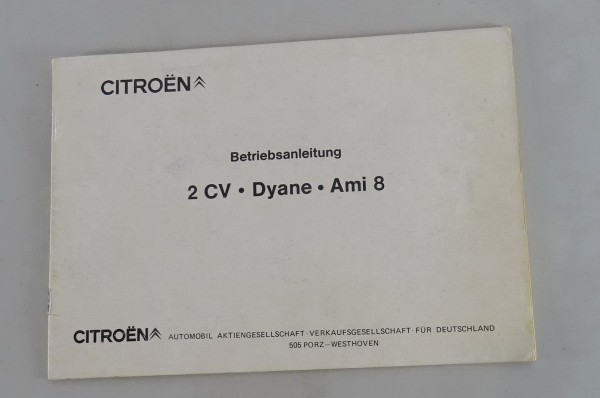 CITROËN
Betriebsanleitung
2 CV • Dyane • Ami 8
CITROËN AUTOMOBIL AKTIENGESELLSCHAFT · VERKAUFSGESELLSCHAFT · FÜR DEUTSCHLAND
505 PORZ–WESTHOVEN